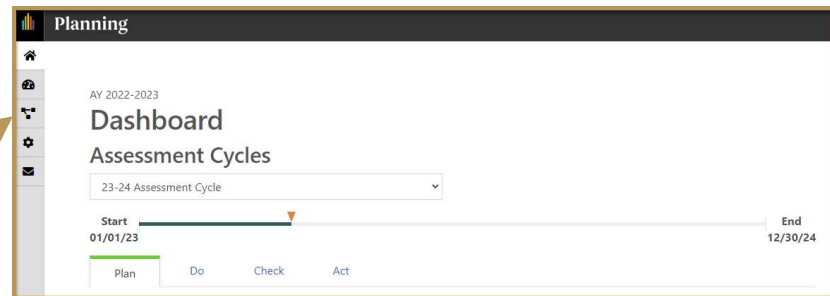 Planning
AY 2022-2023
Dashboard
Assessment Cycles
23-24 Assessment Cycle
Start End
01/01/23 12/30/24
Plan Do Check Act